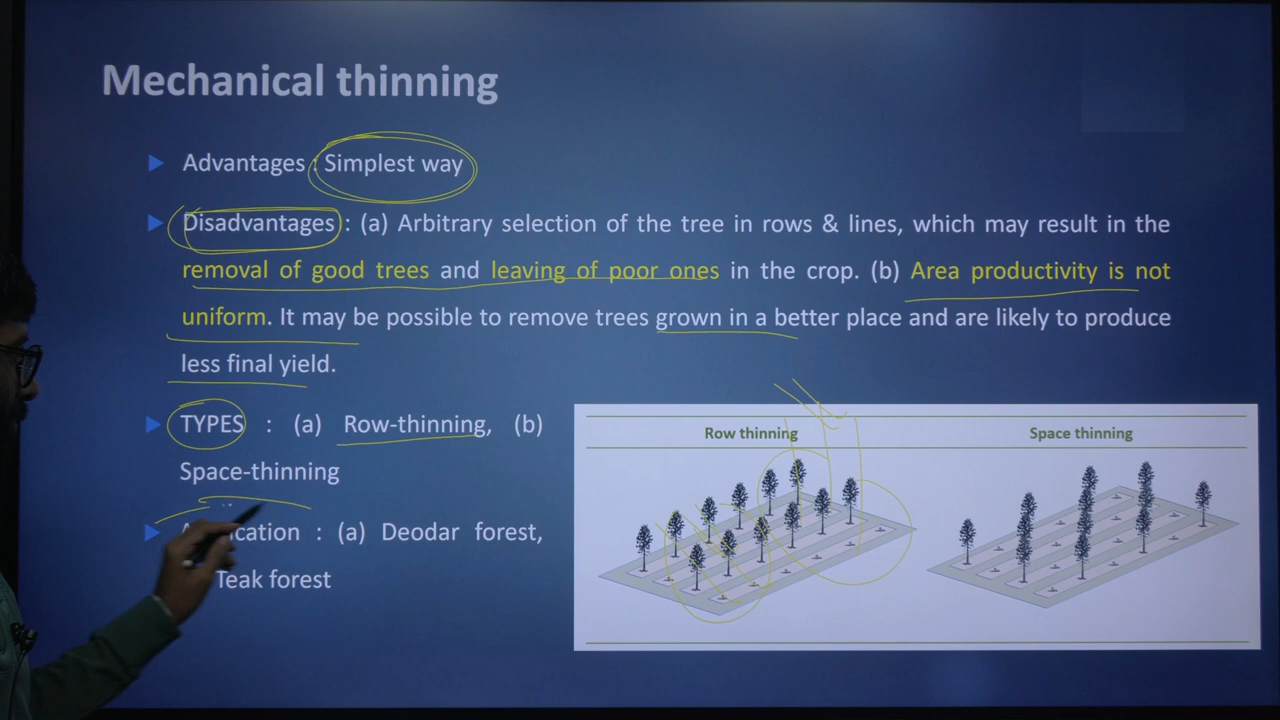 Mechanical thinning
Advantages : Simplest way
Disadvantages : (a) Arbitrary selection of the tree in rows & lines, which may result in the
removal of good trees and leaving of poor ones in the crop. (b) Area productivity is not
uniform. It may be possible to remove trees grown in a better place and are likely to produce
less final yield.
TYPES : (a) Row-thinning, (b)
Space-thinning
: (a) Deodar forest,
Teak forest
Row thinning
Space thinning